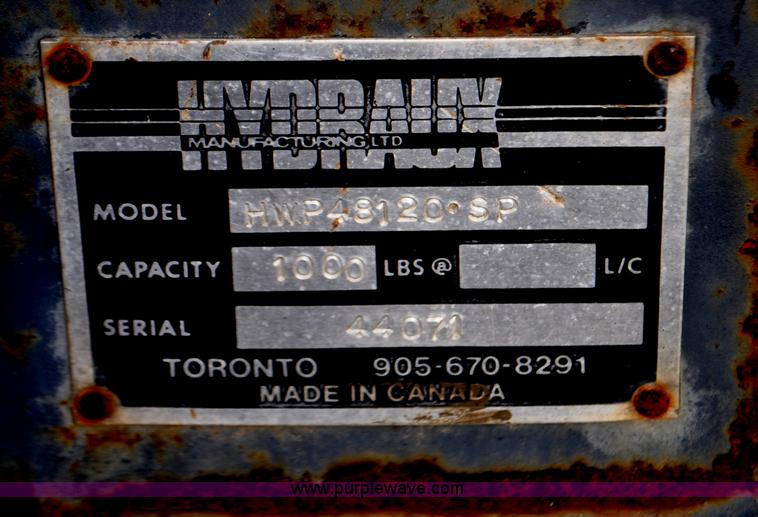 HYDRAUX
MANUFACTURING LTD
MODEL HWP48120-SP
CAPACITY 1000 LBS @ L/C
SERIAL 44071
TORONTO 905-670-8291
MADE IN CANADA
www.purplewave.com